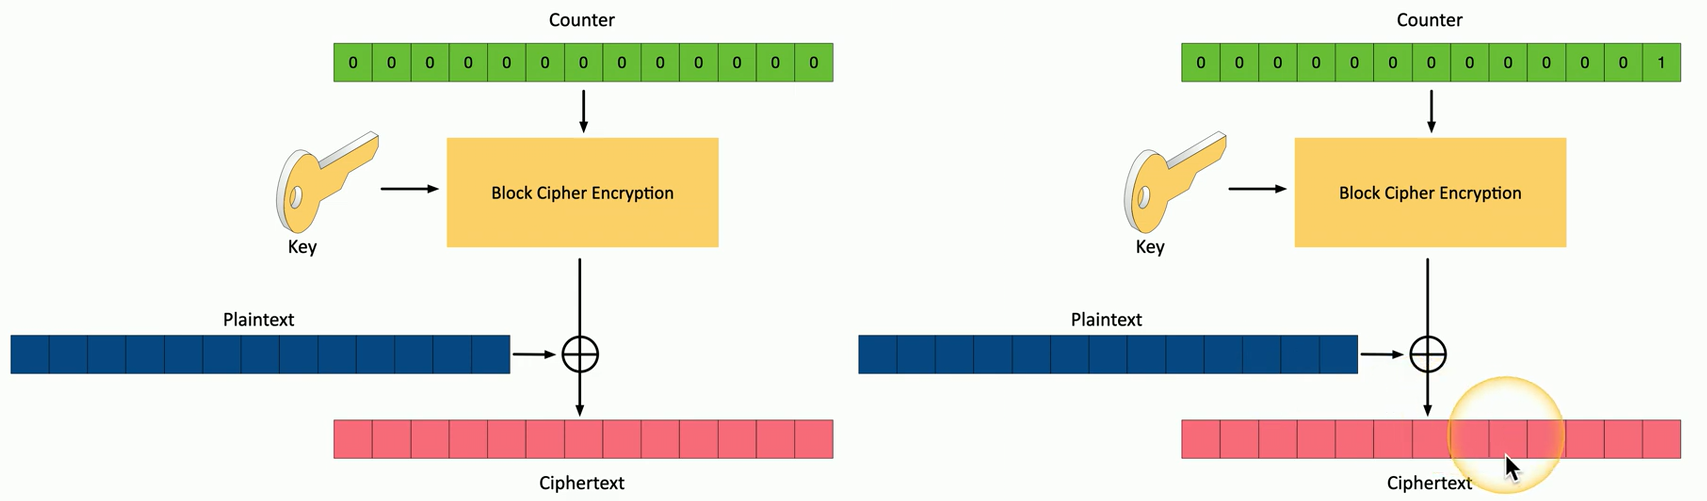 Counter
0 0 0 0 0 0 0 0 0 0 0 0 0
Key
Block Cipher Encryption
Plaintext
Ciphertext
Counter
0 0 0 0 0 0 0 0 0 0 0 0 1
Key
Block Cipher Encryption
Plaintext
Ciphertext